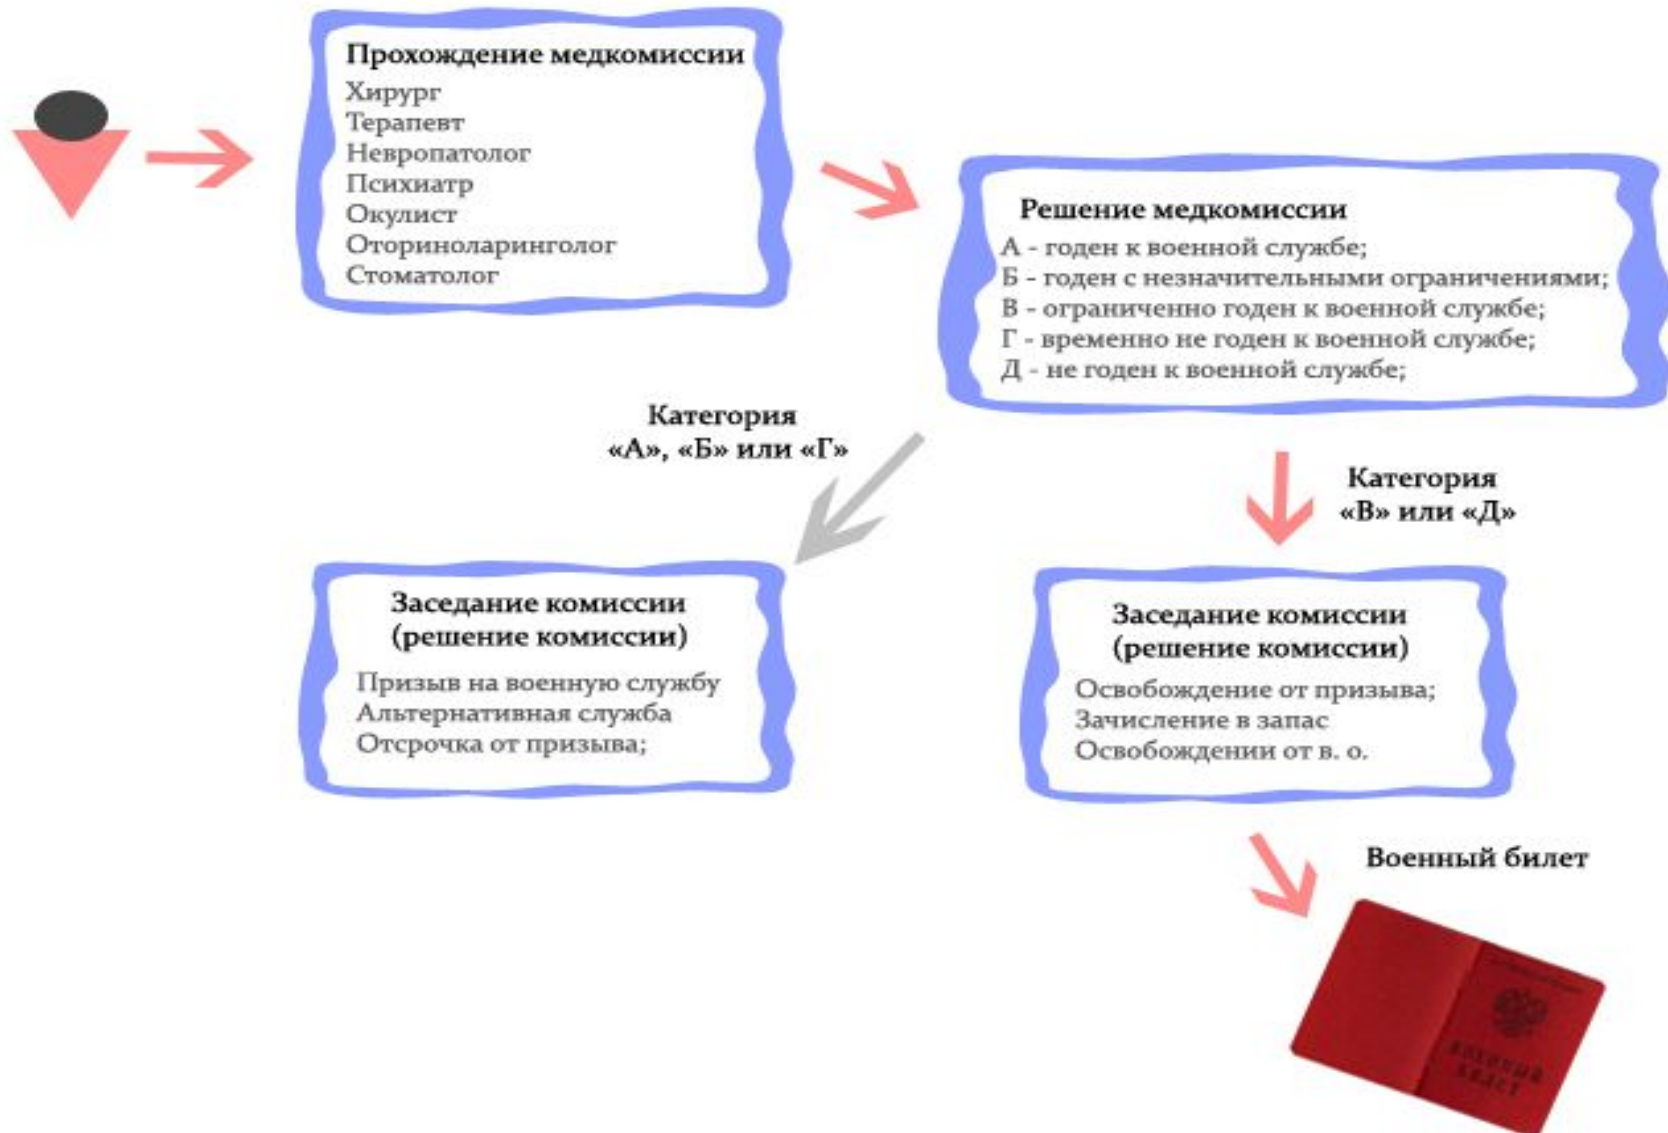 Прохождение медкомиссии
Хирург
Терапевт
Невропатолог
Психиатр
Окулист
Оториноларинголог
Стоматолог
Решение медкомиссии
А - годен к военной службе;
Б - годен с незначительными ограничениями;
В - ограниченно годен к военной службе;
Г - временно не годен к военной службе;
Д - не годен к военной службе;
Категория
«А», «Б» или «Г»
Категория
«В» или «Д»
Заседание комиссии
(решение комиссии)
Призыв на военную службу
Альтернативная служба
Отсрочка от призыва;
Заседание комиссии
(решение комиссии)
Освобождение от призыва;
Зачисление в запас
Освобождении от в. о.
Военный билет
ВОЕННЫЙ
БИЛЕТ